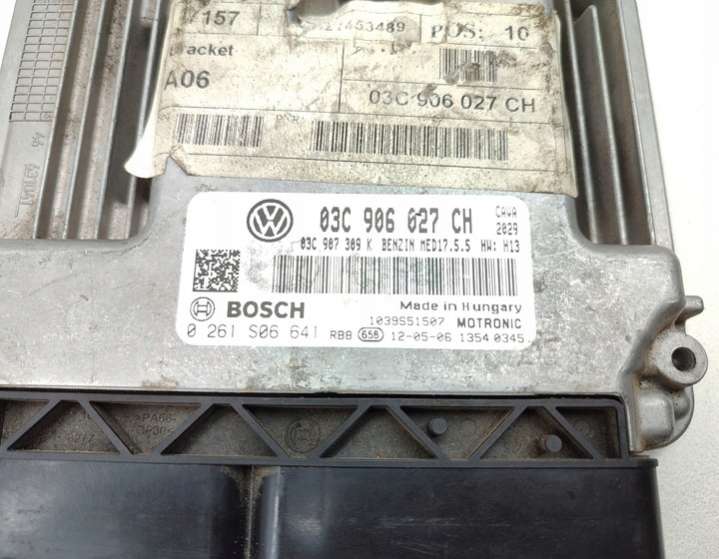 7157
27453489
POS: 10
acket
A06
03C 906 027 CH
03C 906 027 CH
CAVA
2029
03C 907 309 K BENZIN MED17.5.5 HW: H13
BOSCH
Made in Hungary
1039S51507 MOTRONIC
0 261 S06 641 RBB 658 12-05-06 1354 0345